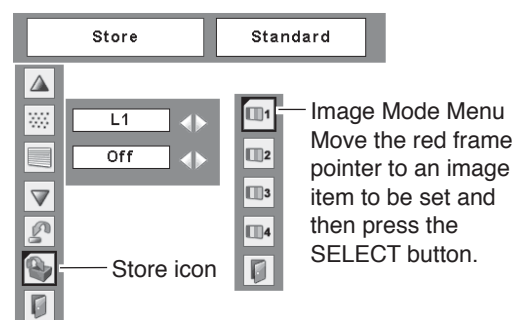 Store Standard
L1
Off
1
2
3
4
Image Mode Menu
Move the red frame
pointer to an image
item to be set and
then press the
SELECT button.
Store icon